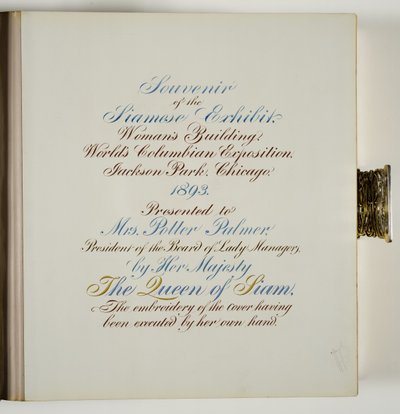 Souvenir
of the
Siamese Exhibit.
Woman's Building,
World's Columbian Exposition.
Jackson Park, Chicago.
1893.
Presented to
Mrs. Potter Palmer.
President of the Board of Lady Managers,
by Her Majesty
The Queen of Siam.
The embroidery of the cover having
been executed by her own hand.